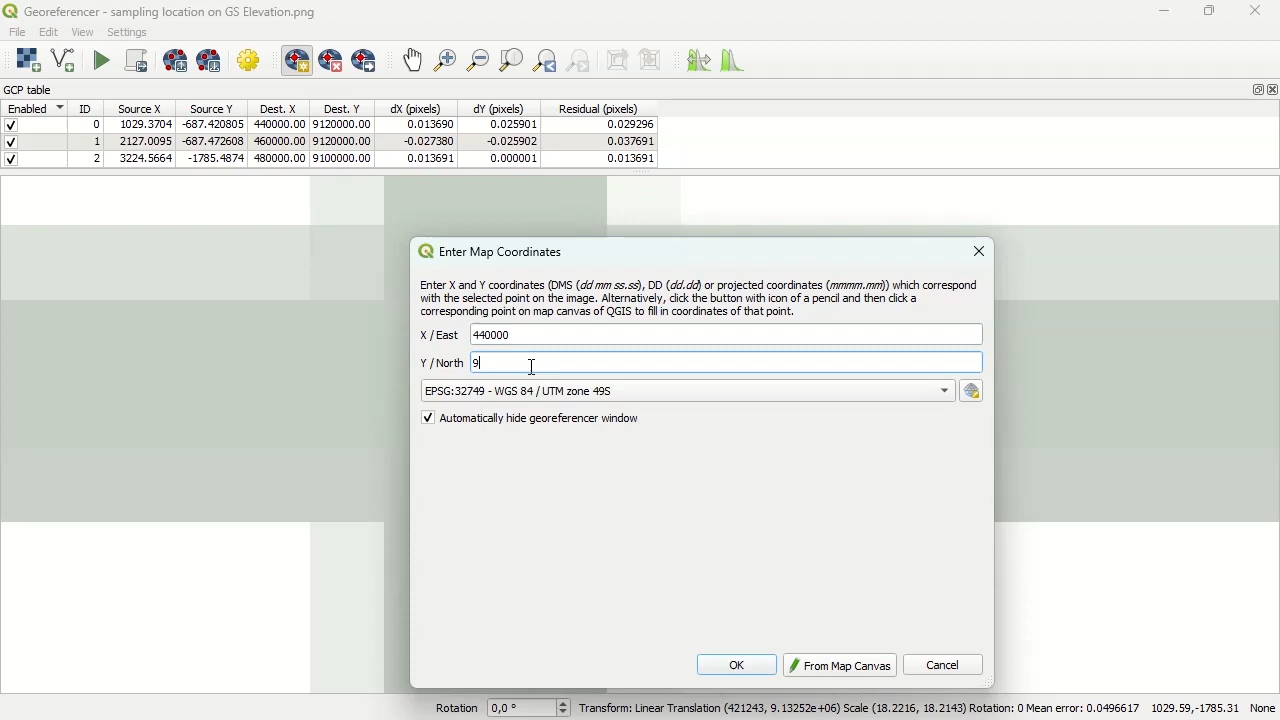 Georeferencer - sampling location on GS Elevation.png
File Edit View Settings
GCP table
Enabled ID Source X Source Y Dest. X Dest. Y dX (pixels) dY (pixels) Residual (pixels)
0 1029.3704 -687.420805 440000.00 9120000.00 0.013690 0.025901 0.029296
1 2127.0095 -687.472608 460000.00 9120000.00 -0.027380 -0.025902 0.037691
2 3224.5664 -1785.4874 480000.00 9100000.00 0.013691 0.000001 0.013691
Enter Map Coordinates
Enter X and Y coordinates (DMS (dd mm ss.ss), DD (dd.dd) or projected coordinates (mmmm.mm)) which correspond
with the selected point on the image. Alternatively, click the button with icon of a pencil and then click a
corresponding point on map canvas of QGIS to fill in coordinates of that point.
X / East 440000
Y / North 9
EPSG:32749 - WGS 84 / UTM zone 49S
Automatically hide georeferencer window
OK From Map Canvas Cancel
Rotation 0,0 ° Transform: Linear Translation (421243, 9.13252e+06) Scale (18.2216, 18.2143) Rotation: 0 Mean error: 0.0496617 1029.59,-1785.31 None